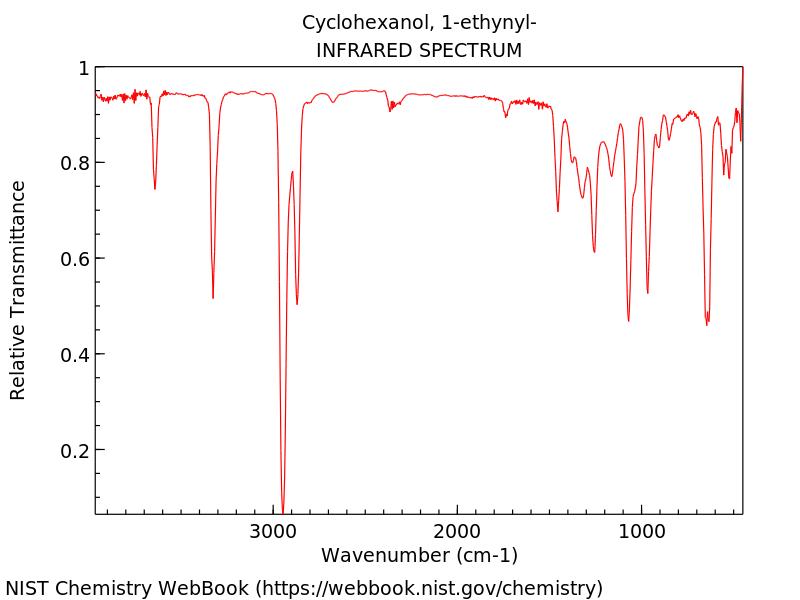 Cyclohexanol, 1-ethynyl-
INFRARED SPECTRUM
1
0.8
0.6
0.4
0.2
Relative Transmittance
3000 2000 1000
Wavenumber (cm-1)
NIST Chemistry WebBook (https://webbook.nist.gov/chemistry)